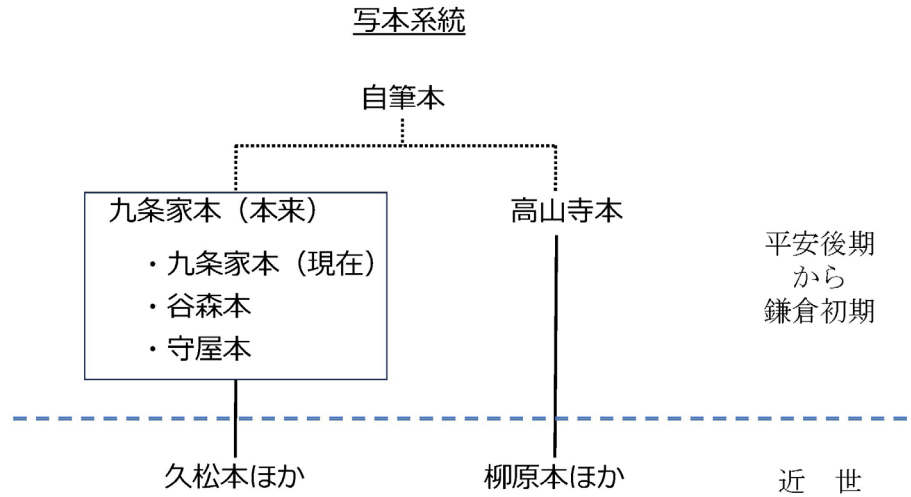 写本系統
自筆本
九条家本（本来）
・九条家本（現在）
・谷森本
・守屋本
高山寺本
平安後期
から
鎌倉初期
久松本ほか
柳原本ほか
近　世